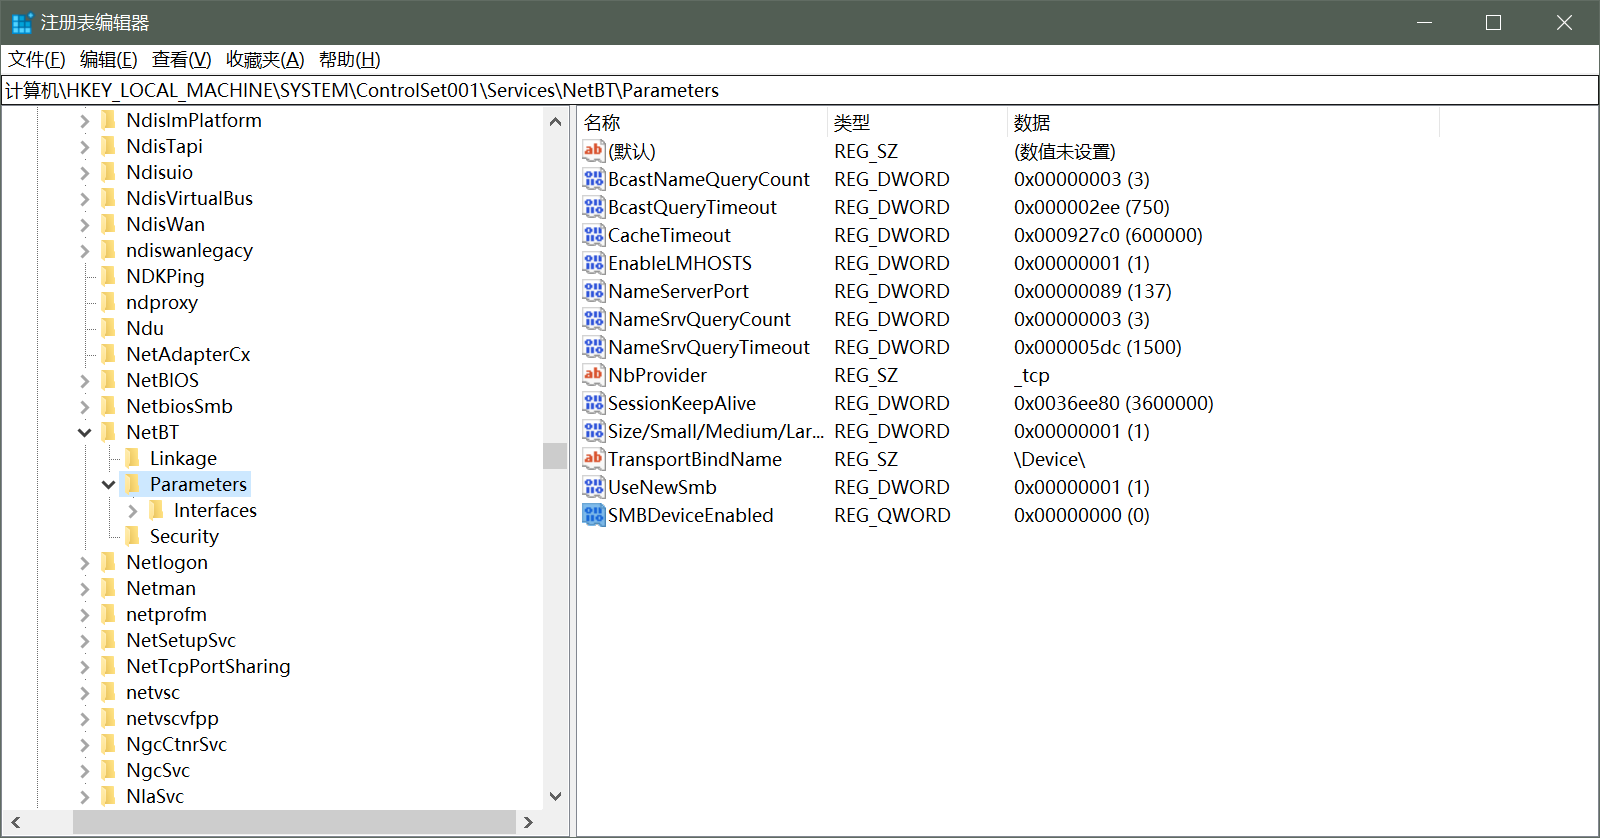 注册表编辑器
文件(F) 编辑(E) 查看(V) 收藏夹(A) 帮助(H)
计算机\HKEY_LOCAL_MACHINE\SYSTEM\ControlSet001\Services\NetBT\Parameters
NdisImPlatform
NdisTapi
Ndisuio
NdisVirtualBus
NdisWan
ndiswanlegacy
NDKPing
ndproxy
Ndu
NetAdapterCx
NetBIOS
NetbiosSmb
NetBT
Linkage
Parameters
Interfaces
Security
Netlogon
Netman
netprofm
NetSetupSvc
NetTcpPortSharing
netvsc
netvscvfpp
NgcCtnrSvc
NgcSvc
NlaSvc
名称 类型 数据
(默认) REG_SZ (数值未设置)
BcastNameQueryCount REG_DWORD 0x00000003 (3)
BcastQueryTimeout REG_DWORD 0x000002ee (750)
CacheTimeout REG_DWORD 0x000927c0 (600000)
EnableLMHOSTS REG_DWORD 0x00000001 (1)
NameServerPort REG_DWORD 0x00000089 (137)
NameSrvQueryCount REG_DWORD 0x00000003 (3)
NameSrvQueryTimeout REG_DWORD 0x000005dc (1500)
NbProvider REG_SZ _tcp
SessionKeepAlive REG_DWORD 0x0036ee80 (3600000)
Size/Small/Medium/Lar... REG_DWORD 0x00000001 (1)
TransportBindName REG_SZ \Device\
UseNewSmb REG_DWORD 0x00000001 (1)
SMBDeviceEnabled REG_QWORD 0x00000000 (0)